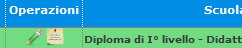 Operazioni Scuola
Diploma di I° livello - Didatt